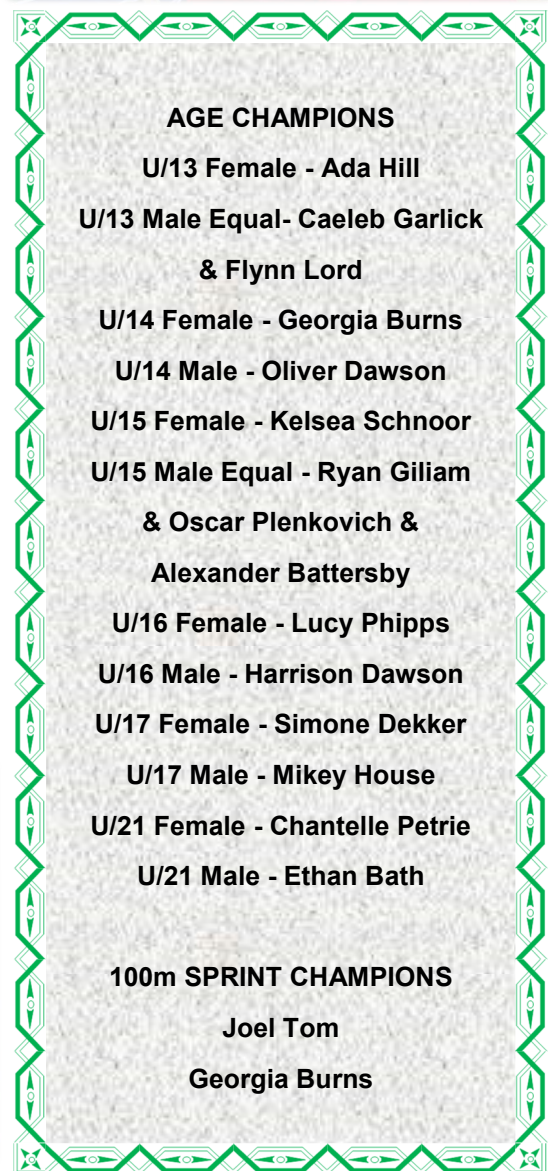 AGE CHAMPIONS
U/13 Female - Ada Hill
U/13 Male Equal- Caeleb Garlick
& Flynn Lord
U/14 Female - Georgia Burns
U/14 Male - Oliver Dawson
U/15 Female - Kelsea Schnoor
U/15 Male Equal - Ryan Giliam
& Oscar Plenkovich &
Alexander Battersby
U/16 Female - Lucy Phipps
U/16 Male - Harrison Dawson
U/17 Female - Simone Dekker
U/17 Male - Mikey House
U/21 Female - Chantelle Petrie
U/21 Male - Ethan Bath
100m SPRINT CHAMPIONS
Joel Tom
Georgia Burns